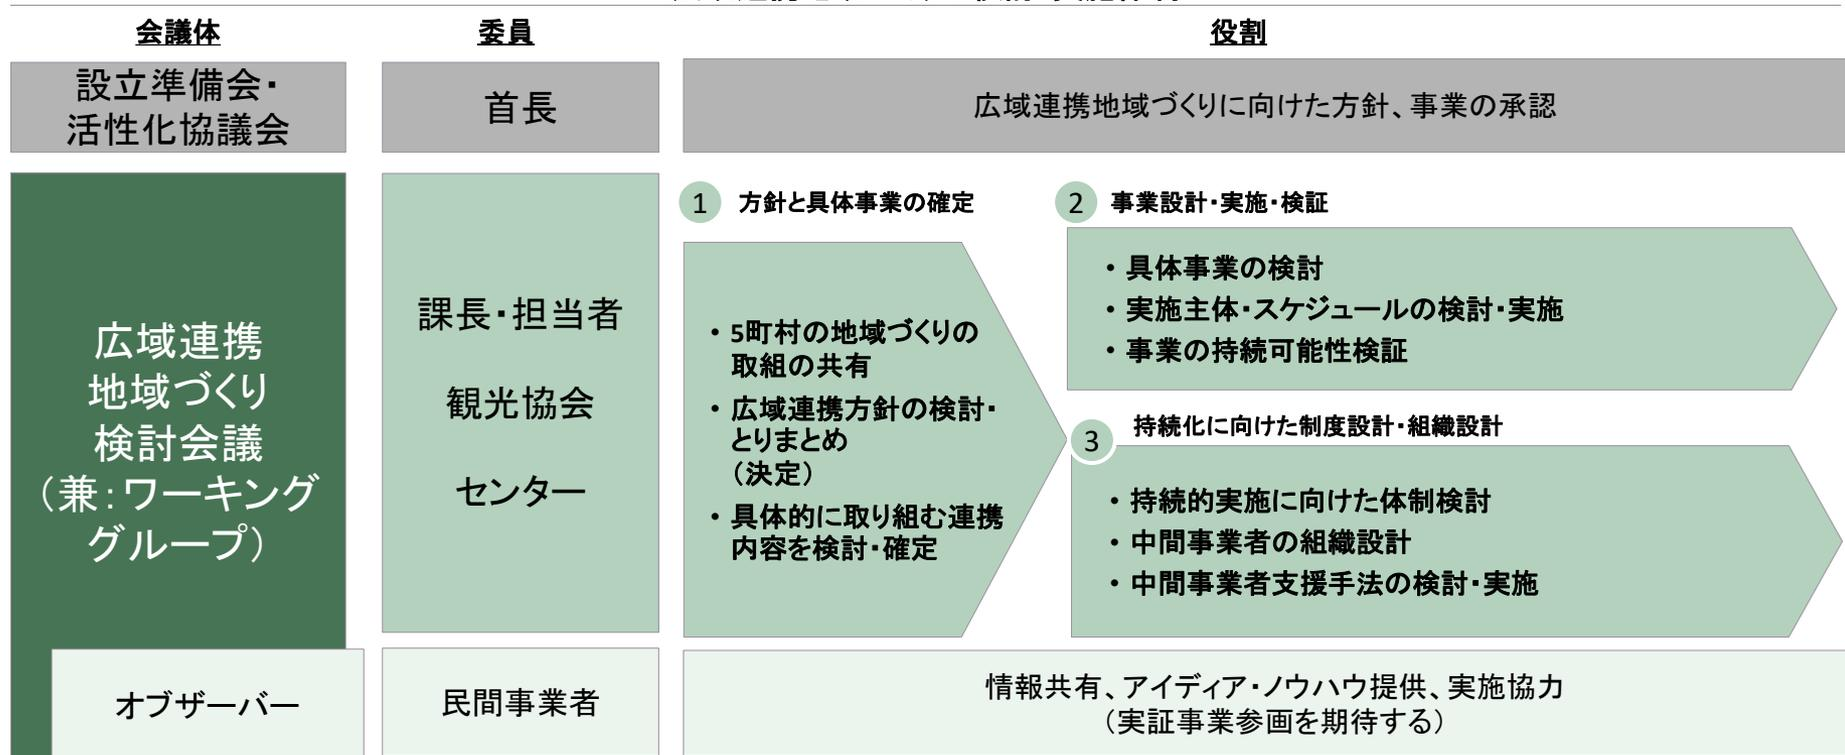 会議体
委員
役割
設立準備会・
活性化協議会
首長
広域連携地域づくりに向けた方針、事業の承認
広域連携
地域づくり
検討会議
（兼：ワーキング
グループ）
課長・担当者
観光協会
センター
1 方針と具体事業の確定
・5町村の地域づくりの
取組の共有
・広域連携方針の検討・
とりまとめ
（決定）
・具体的に取り組む連携
内容を検討・確定
2 事業設計・実施・検証
・具体事業の検討
・実施主体・スケジュールの検討・実施
・事業の持続可能性検証
3 持続化に向けた制度設計・組織設計
・持続的実施に向けた体制検討
・中間事業者の組織設計
・中間事業者支援手法の検討・実施
オブザーバー
民間事業者
情報共有、アイディア・ノウハウ提供、実施協力
（実証事業参画を期待する）